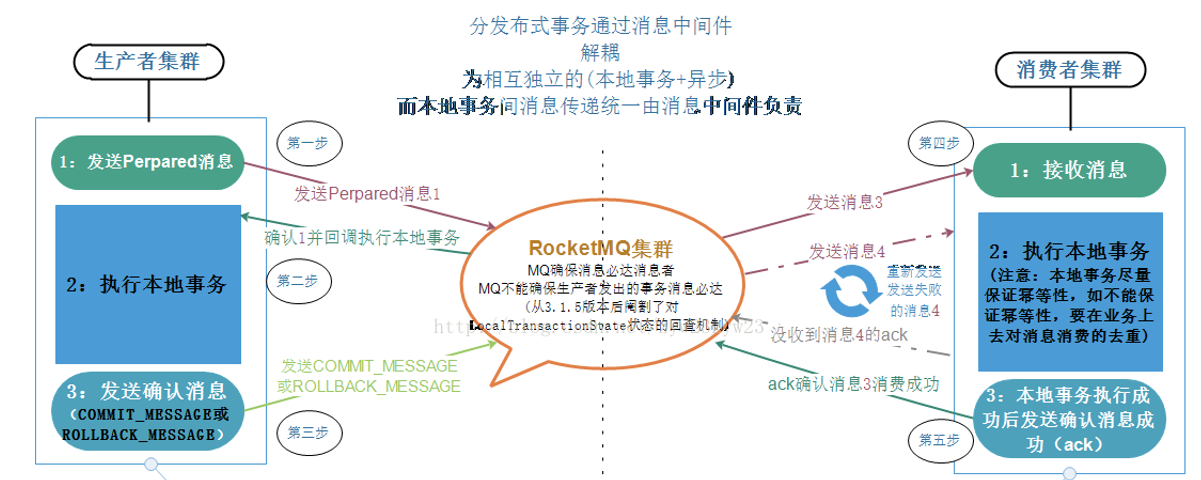 分发布式事务通过消息中间件
解耦
为相互独立的(本地事务+异步)
而本地事务间消息传递统一由消息中间件负责
生产者集群
第一步
1：发送Perpared消息
发送Perpared消息1
确认1并回调执行本地事务
2：执行本地事务
第二步
3：发送确认消息
（COMMIT_MESSAGE或
ROLLBACK_MESSAGE）
发送COMMIT_MESSAGE
或ROLLBACK_MESSAGE
第三步
RocketMQ集群
MQ确保消息必达消息者
MQ不能确保生产者发出的事务消息必达
(从3.1.5版本后阉割了对
LocalTransactionState状态的回查机制)
消费者集群
第四步
1：接收消息
发送消息3
发送消息4
重新发送
发送失败
的消息4
2：执行本地事务
(注意：本地事务尽量
保证幂等性，如不能保
证幂等性，要在业务上
去对消息消费的去重)
没收到消息4的ack
ack确认消息3消费成功
3：本地事务执行成
功后发送确认消息成
功（ack）
第五步